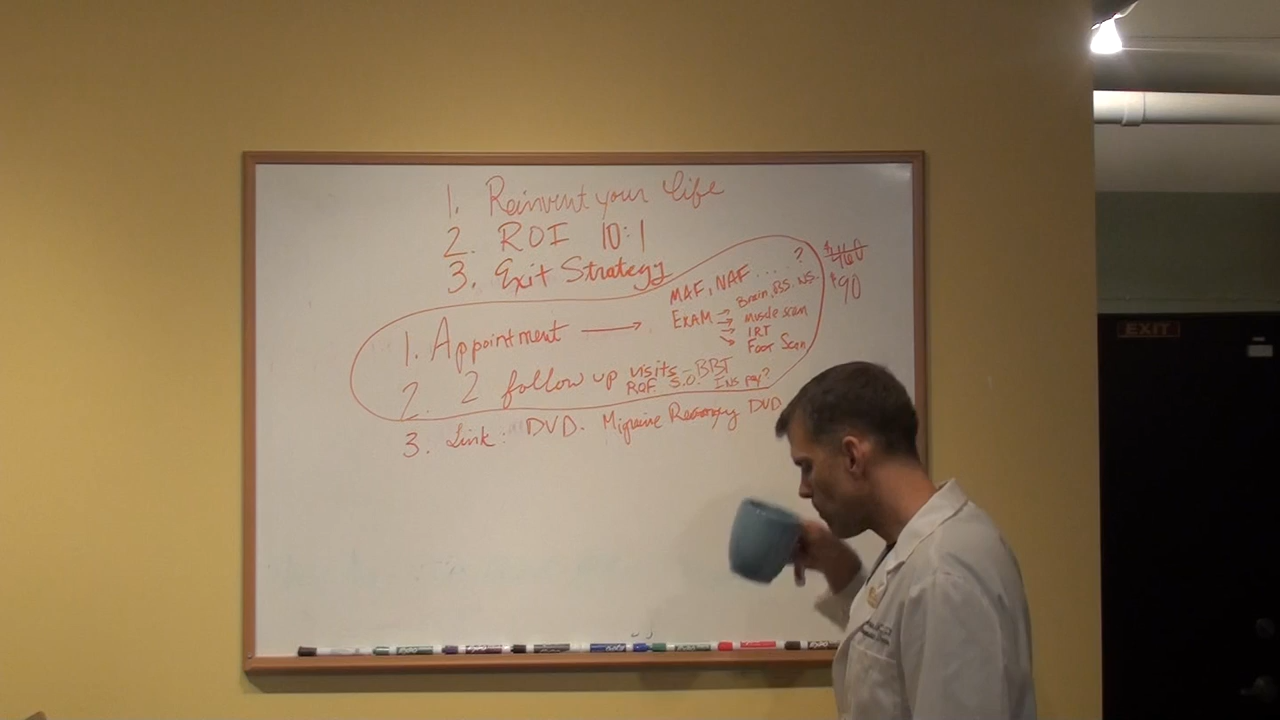 1. Reinvent your life
2. ROI 10:1
3. Exit Strategy
$460
$90
1. Appointment → MAF, NAF .... ?
EXAM → Brain, BS. NS.
→ Muscle scan
→ IRT
→ Foot Scan
2. 2 follow up visits - BBT
ROF S.O. INS pay?
3. Link: DVD. Migraine Recovery DVD
EXIT